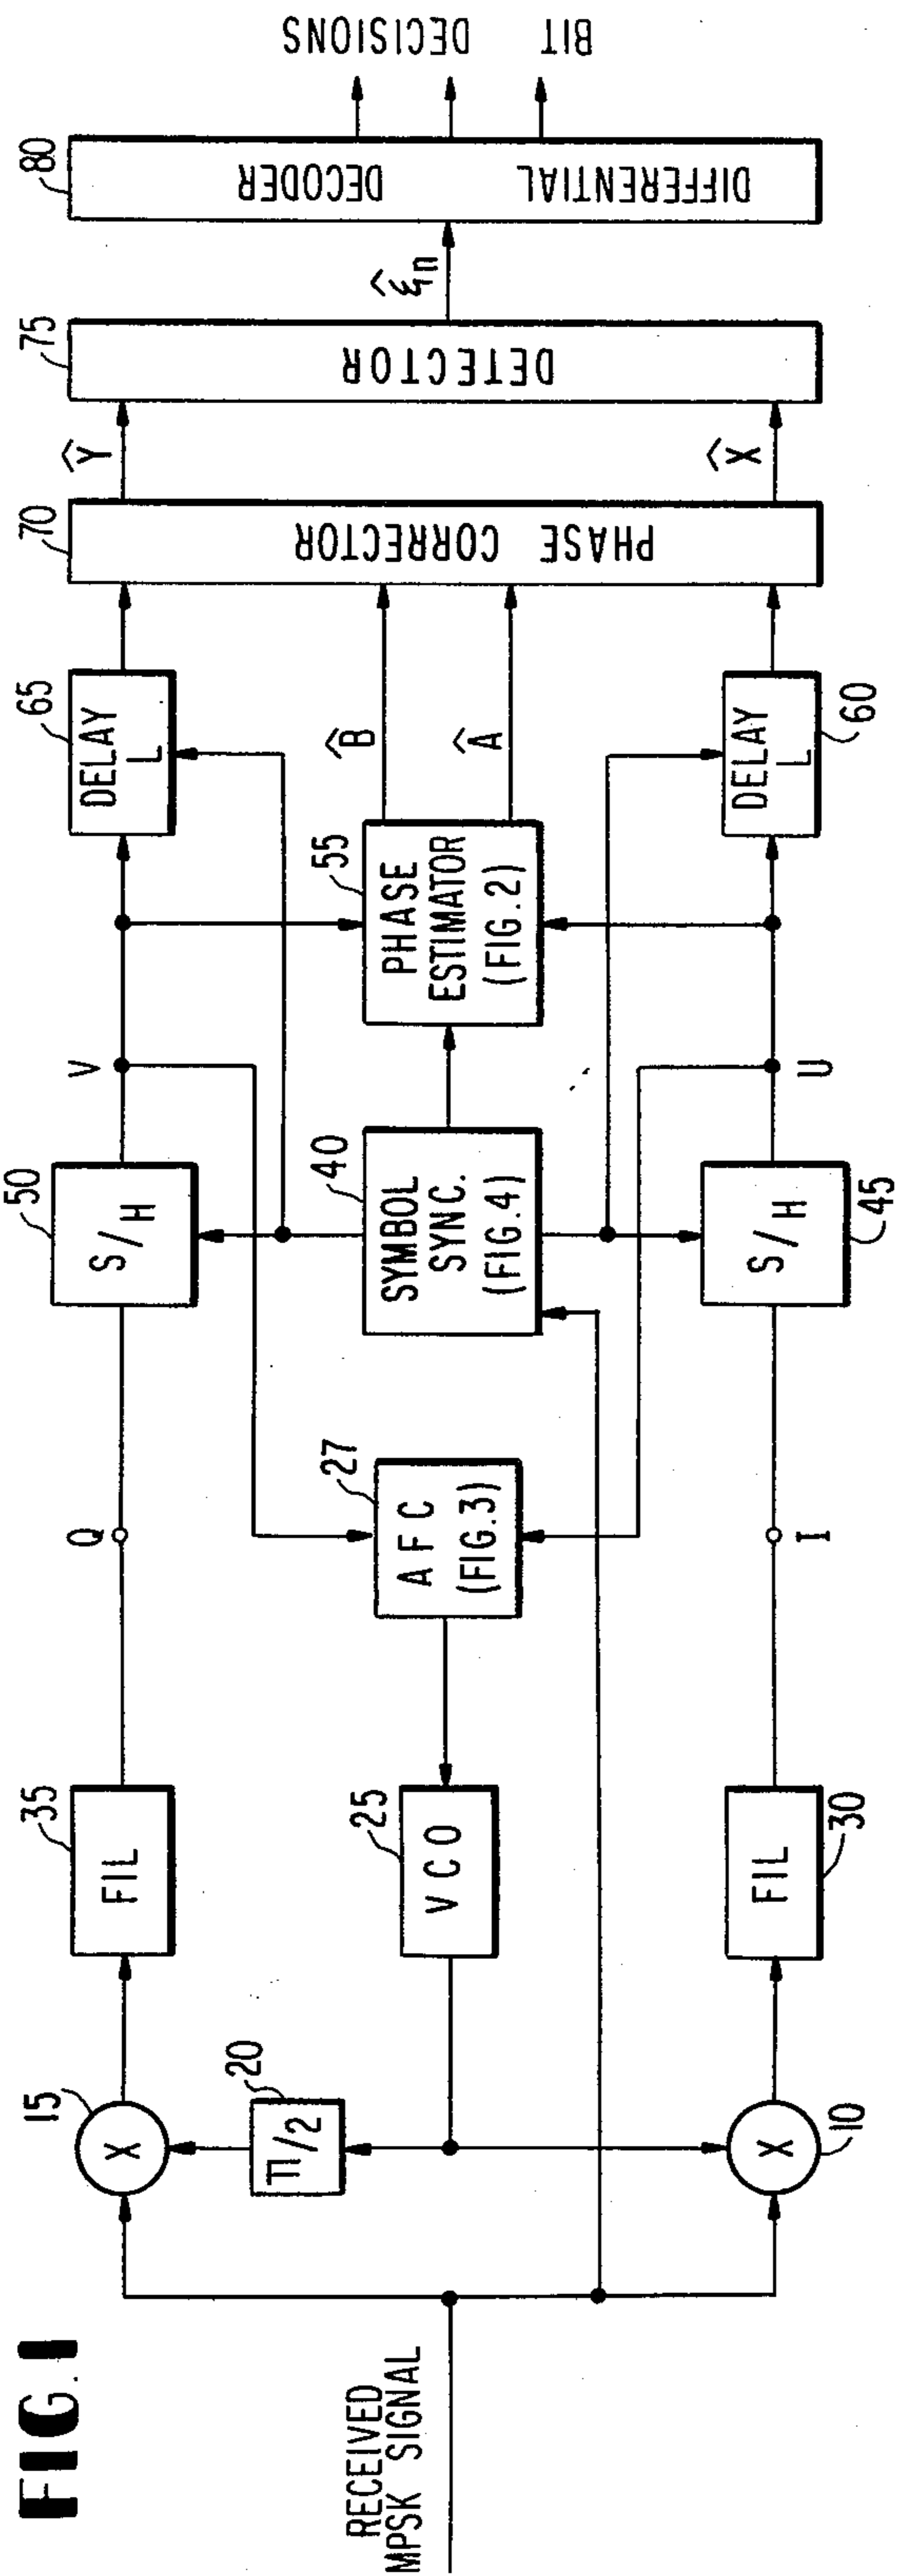 FIG. 1
RECEIVED
MPSK SIGNAL
X
15
π/2
20
X
10
FIL
35
VCO
25
FIL
30
Q
AFC
(FIG.3)
27
I
S/H
50
SYMBOL
SYNC.
(FIG.4)
40
S/H
45
V
U
PHASE
ESTIMATOR
(FIG.2)
55
DELAY
L
65
B̂
Â
DELAY
L
60
PHASE CORRECTOR
70
Ŷ
X̂
DETECTOR
75
ξ̂n
DIFFERENTIAL DECODER
80
BIT DECISIONS